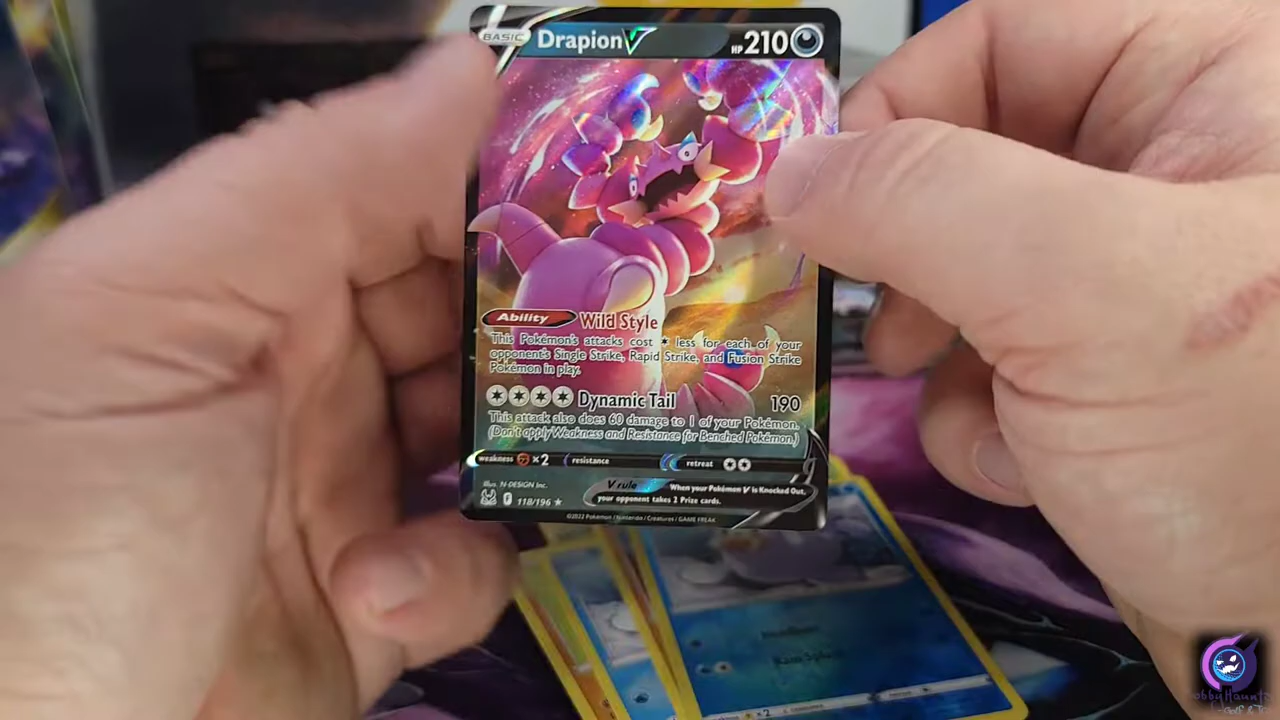 BASIC
Drapion V
HP 210
Ability Wild Style
This Pokémon's attacks cost less for each of your
opponent's Single Strike, Rapid Strike, and Fusion Strike
Pokémon in play.
Dynamic Tail 190
This attack also does 60 damage to 1 of your Pokémon.
(Don't apply Weakness and Resistance for Benched Pokémon.)
weakness ×2 resistance retreat
Illus. N-DESIGN Inc.
V rule When your Pokémon V is Knocked Out,
your opponent takes 2 Prize cards.
118/196
©2022 Pokémon / Nintendo / Creatures / GAME FREAK
×2